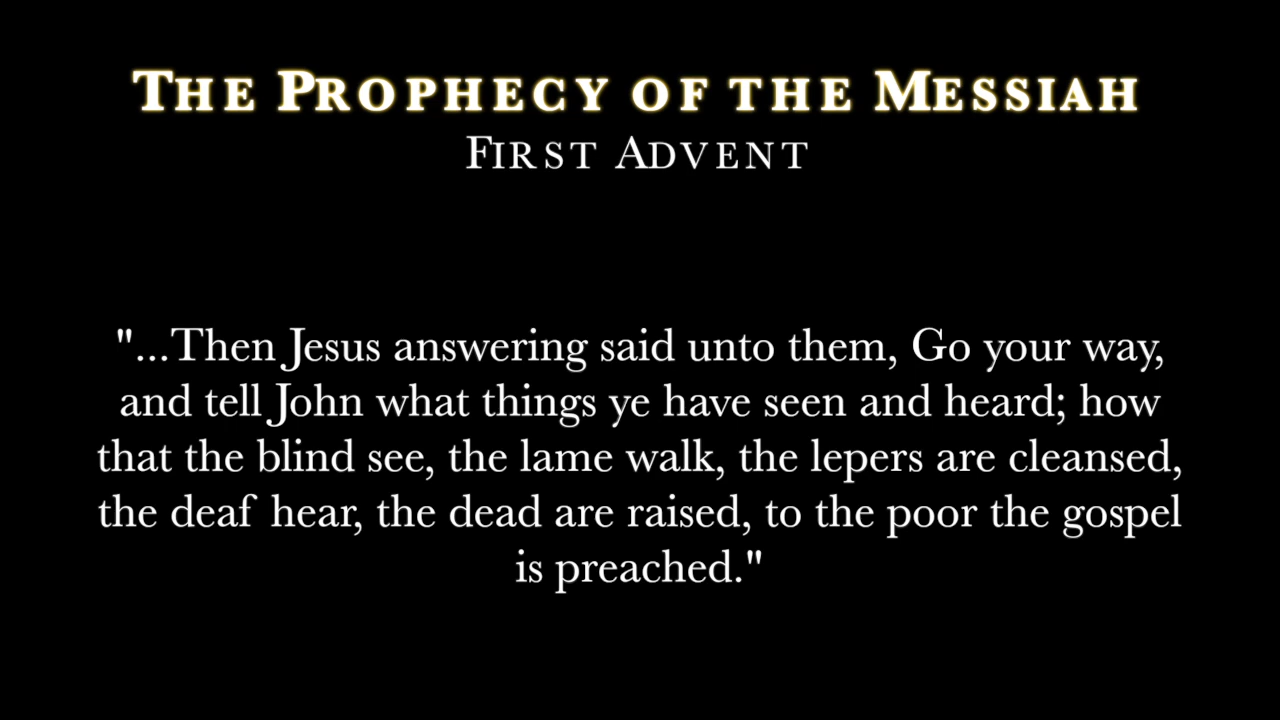 THE PROPHECY OF THE MESSIAH
FIRST ADVENT
"...Then Jesus answering said unto them, Go your way,
and tell John what things ye have seen and heard; how
that the blind see, the lame walk, the lepers are cleansed,
the deaf hear, the dead are raised, to the poor the gospel
is preached."